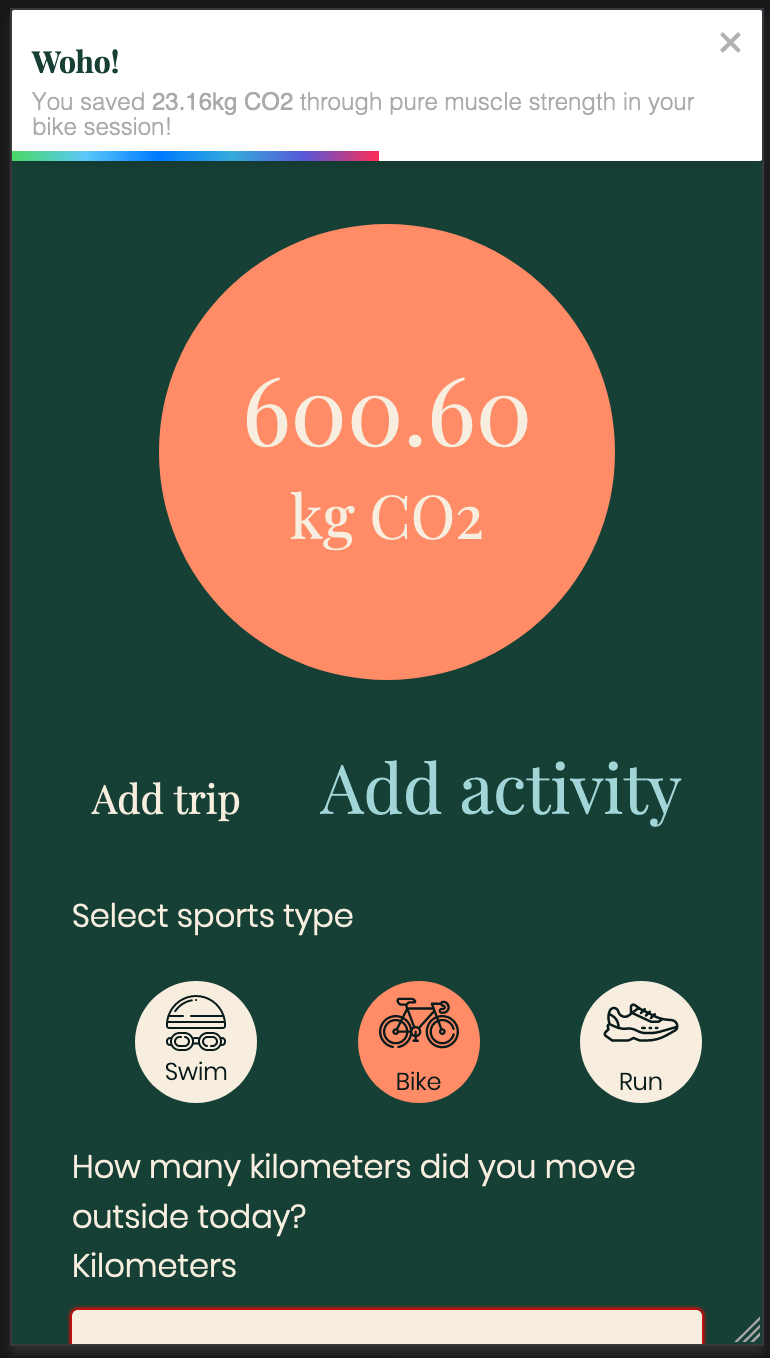 Woho!
You saved 23.16kg CO2 through pure muscle strength in your
bike session!
600.60
kg CO2
Add trip
Add activity
Select sports type
Swim
Bike
Run
How many kilometers did you move
outside today?
Kilometers